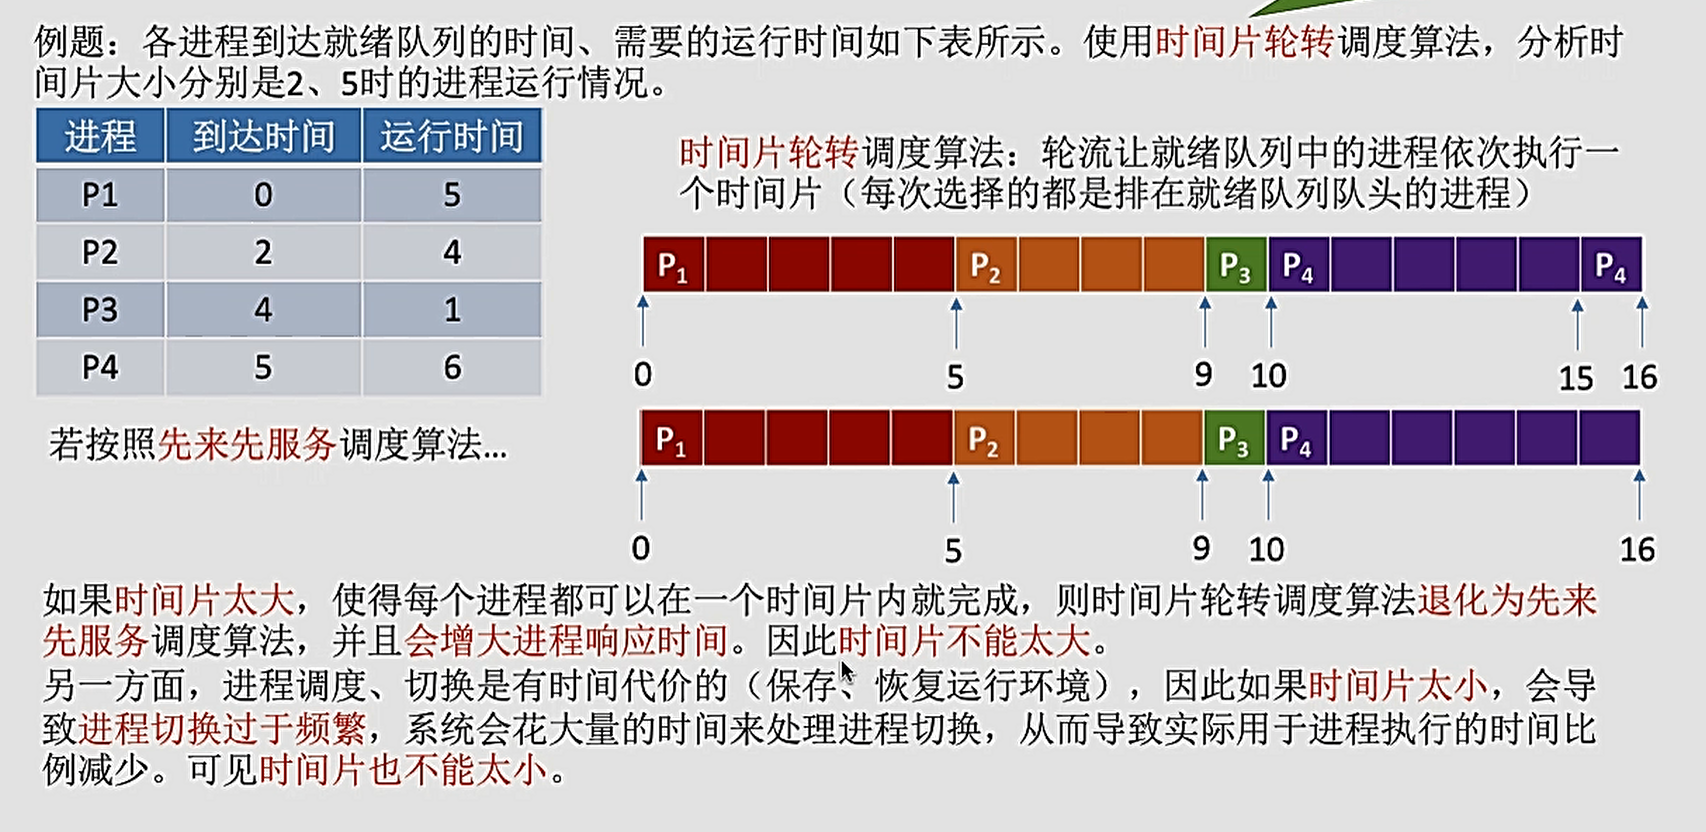 例题：各进程到达就绪队列的时间、需要的运行时间如下表所示。使用时间片轮转调度算法，分析时
间片大小分别是2、5时的进程运行情况。
进程 到达时间 运行时间
P1 0 5
P2 2 4
P3 4 1
P4 5 6
若按照先来先服务调度算法...
时间片轮转调度算法：轮流让就绪队列中的进程依次执行一
个时间片（每次选择的都是排在就绪队列队头的进程）
P₁ P₂ P₃ P₄ P₄
0 5 9 10 15 16
P₁ P₂ P₃ P₄
0 5 9 10 16
如果时间片太大，使得每个进程都可以在一个时间片内就完成，则时间片轮转调度算法退化为先来
先服务调度算法，并且会增大进程响应时间。因此时间片不能太大。
另一方面，进程调度、切换是有时间代价的（保存、恢复运行环境），因此如果时间片太小，会导
致进程切换过于频繁，系统会花大量的时间来处理进程切换，从而导致实际用于进程执行的时间比
例减少。可见时间片也不能太小。